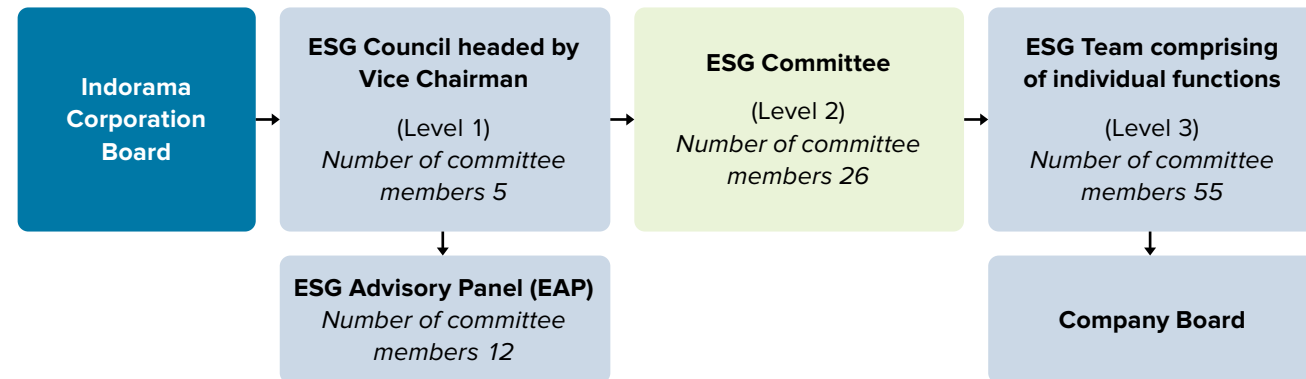 Indorama
Corporation
Board
ESG Council headed by
Vice Chairman
(Level 1)
Number of committee
members 5
ESG Committee
(Level 2)
Number of committee
members 26
ESG Team comprising
of individual functions
(Level 3)
Number of committee
members 55
ESG Advisory Panel (EAP)
Number of committee
members 12
Company Board